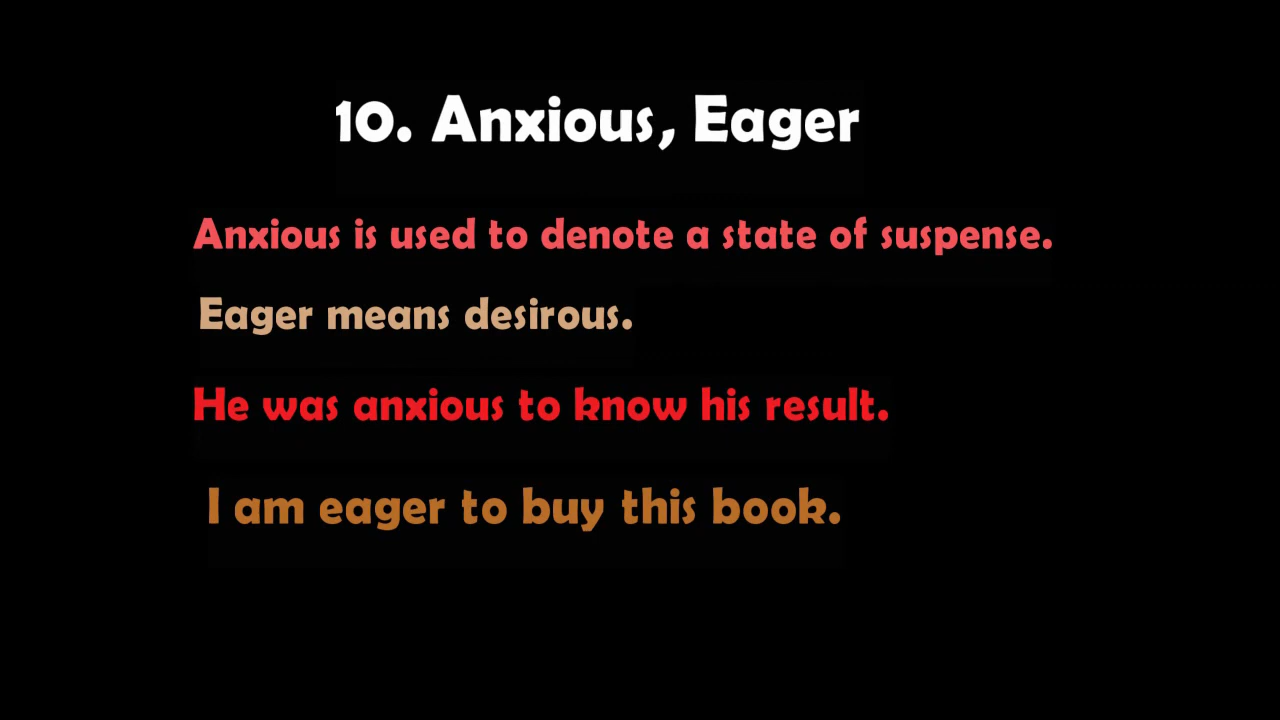 10. Anxious, Eager
Anxious is used to denote a state of suspense.
Eager means desirous.
He was anxious to know his result.
I am eager to buy this book.